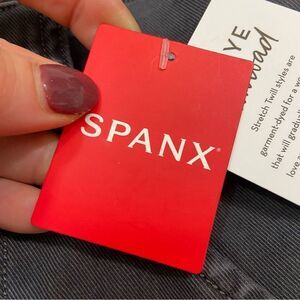 SPANX®
YE
Stretch Twill styles are
garment-dyed for a
that will
love